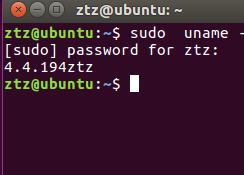 ztz@ubuntu: ~
ztz@ubuntu:~$ sudo  uname -
[sudo] password for ztz:
4.4.194ztz
ztz@ubuntu:~$